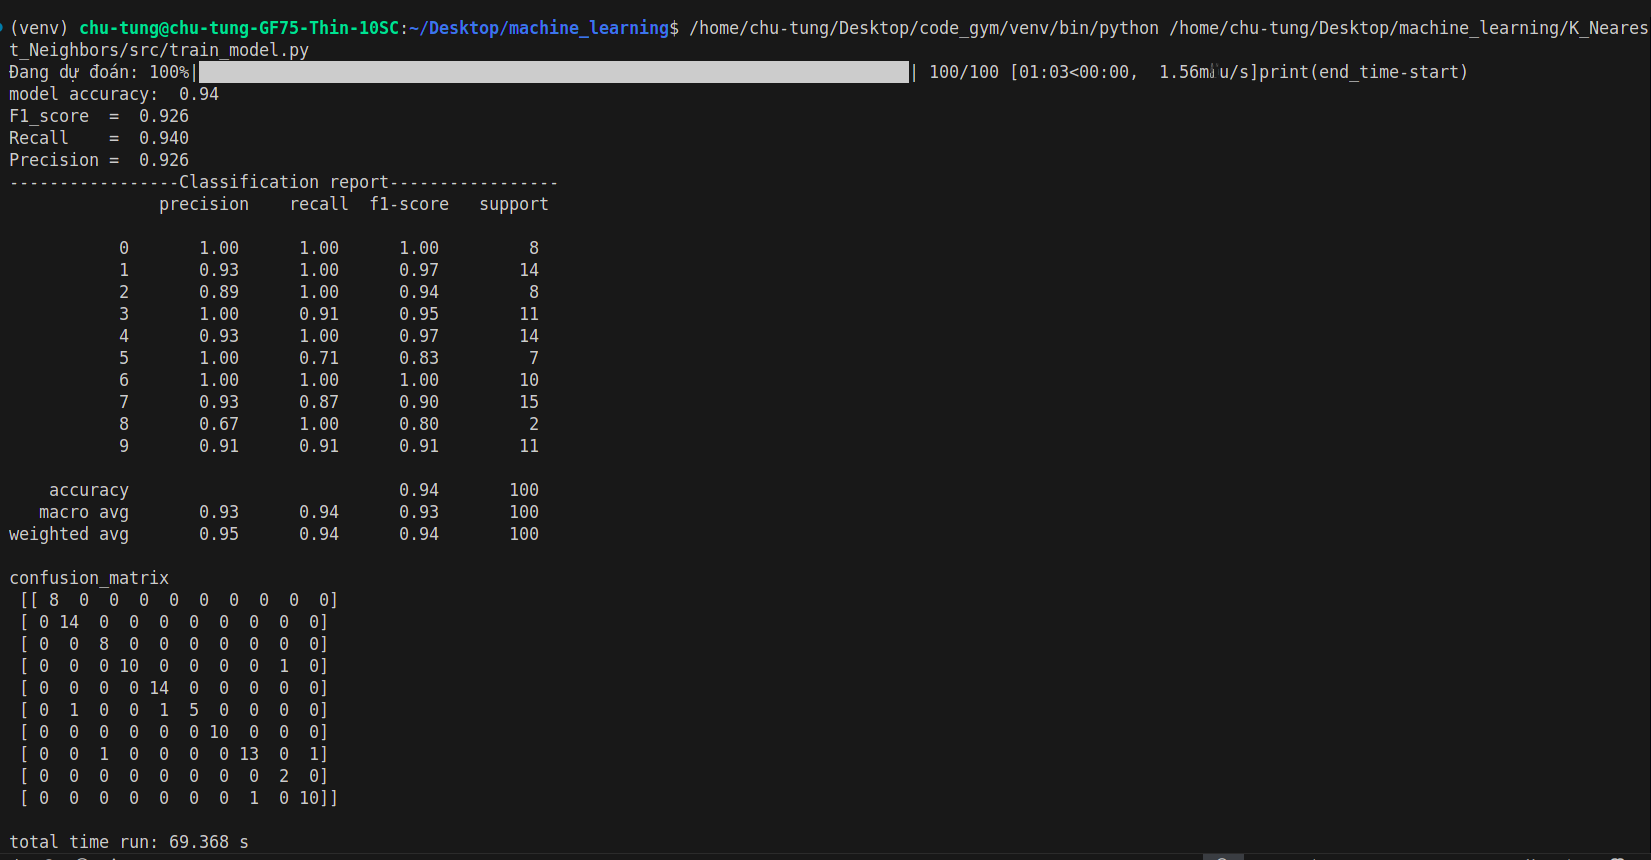 (venv) chu-tung@chu-tung-GF75-Thin-10SC:~/Desktop/machine_learning$ /home/chu-tung/Desktop/code_gym/venv/bin/python /home/chu-tung/Desktop/machine_learning/K_Neares
t_Neighbors/src/train_model.py
Đang dự đoán: 100%|| 100/100 [01:03<00:00,  1.56mẫu/s]print(end_time-start)
model accuracy:  0.94
F1_score  =  0.926
Recall    =  0.940
Precision =  0.926
-----------------Classification report-----------------
               precision    recall  f1-score   support
           0       1.00      1.00      1.00         8
           1       0.93      1.00      0.97        14
           2       0.89      1.00      0.94         8
           3       1.00      0.91      0.95        11
           4       0.93      1.00      0.97        14
           5       1.00      0.71      0.83         7
           6       1.00      1.00      1.00        10
           7       0.93      0.87      0.90        15
           8       0.67      1.00      0.80         2
           9       0.91      0.91      0.91        11
    accuracy                           0.94       100
   macro avg       0.93      0.94      0.93       100
weighted avg       0.95      0.94      0.94       100
confusion_matrix
 [[ 8  0  0  0  0  0  0  0  0  0]
 [ 0 14  0  0  0  0  0  0  0  0]
 [ 0  0  8  0  0  0  0  0  0  0]
 [ 0  0  0 10  0  0  0  0  1  0]
 [ 0  0  0  0 14  0  0  0  0  0]
 [ 0  1  0  0  1  5  0  0  0  0]
 [ 0  0  0  0  0  0 10  0  0  0]
 [ 0  0  1  0  0  0  0 13  0  1]
 [ 0  0  0  0  0  0  0  0  2  0]
 [ 0  0  0  0  0  0  0  1  0 10]]
total time run: 69.368 s